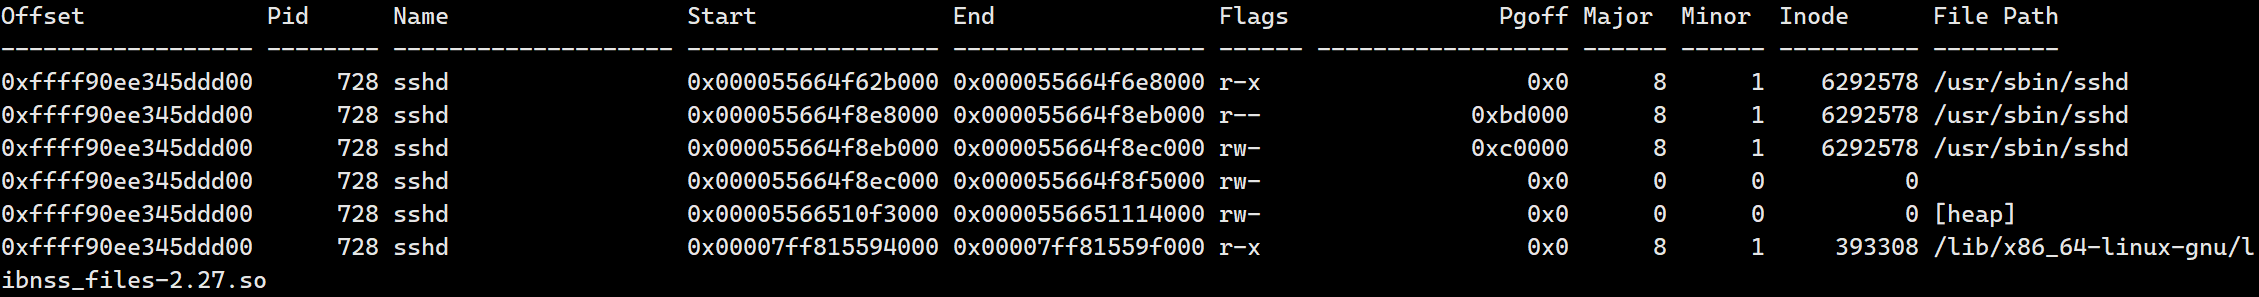 Offset             Pid      Name                 Start              End                Flags               Pgoff Major  Minor  Inode      File Path
------------------ -------- -------------------- ------------------ ------------------ ------ ------------------ ------ ------ ---------- ---------
0xffff90ee345ddd00      728 sshd                 0x000055664f62b000 0x000055664f6e8000 r-x                   0x0      8      1    6292578 /usr/sbin/sshd
0xffff90ee345ddd00      728 sshd                 0x000055664f8e8000 0x000055664f8eb000 r--               0xbd000      8      1    6292578 /usr/sbin/sshd
0xffff90ee345ddd00      728 sshd                 0x000055664f8eb000 0x000055664f8ec000 rw-               0xc0000      8      1    6292578 /usr/sbin/sshd
0xffff90ee345ddd00      728 sshd                 0x000055664f8ec000 0x000055664f8f5000 rw-                   0x0      0      0          0
0xffff90ee345ddd00      728 sshd                 0x00005566510f3000 0x0000556651114000 rw-                   0x0      0      0          0 [heap]
0xffff90ee345ddd00      728 sshd                 0x00007ff815594000 0x00007ff81559f000 r-x                   0x0      8      1     393308 /lib/x86_64-linux-gnu/l
ibnss_files-2.27.so